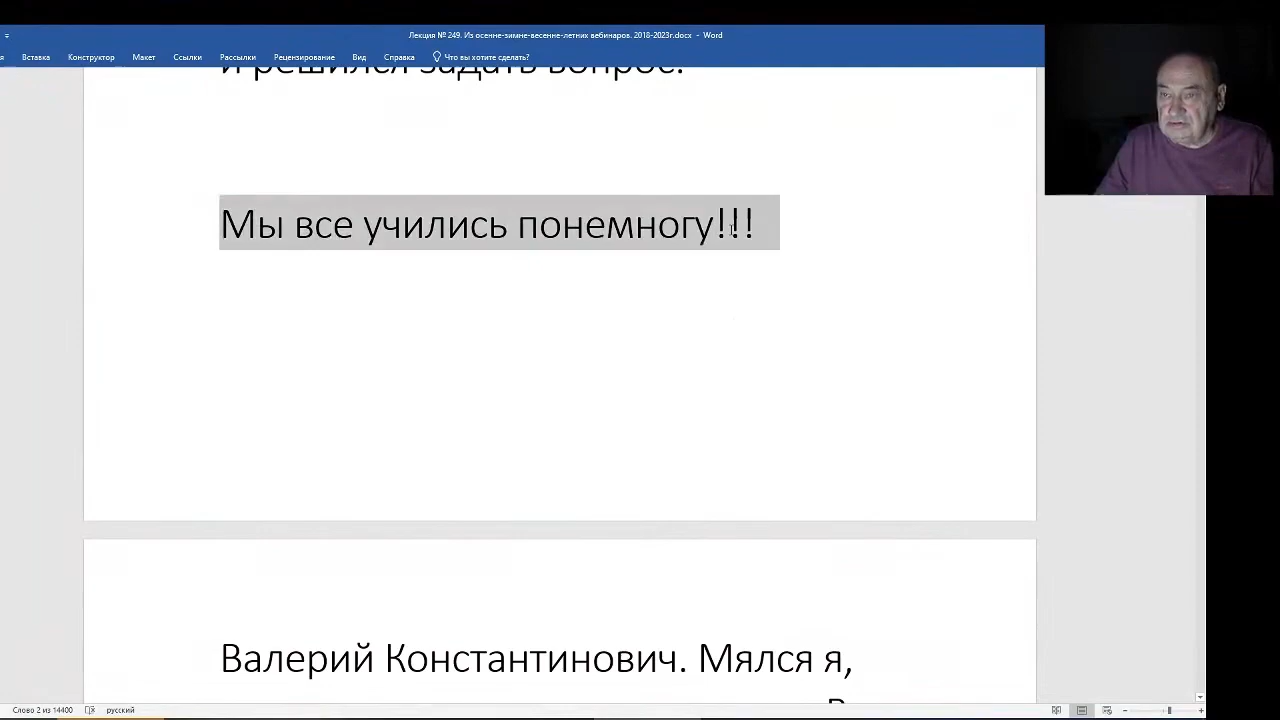 Лекция № 249. Из осенне-зимне-весенне-летних вебинаров. 2018-2023г.docx - Word
Вставка Конструктор Макет Ссылки Рассылки Рецензирование Вид Справка Что вы хотите сделать?
и решился задать вопрос.
Мы все учились понемногу!!!
Валерий Константинович. Мялся я,
Слово 2 из 14400 русский